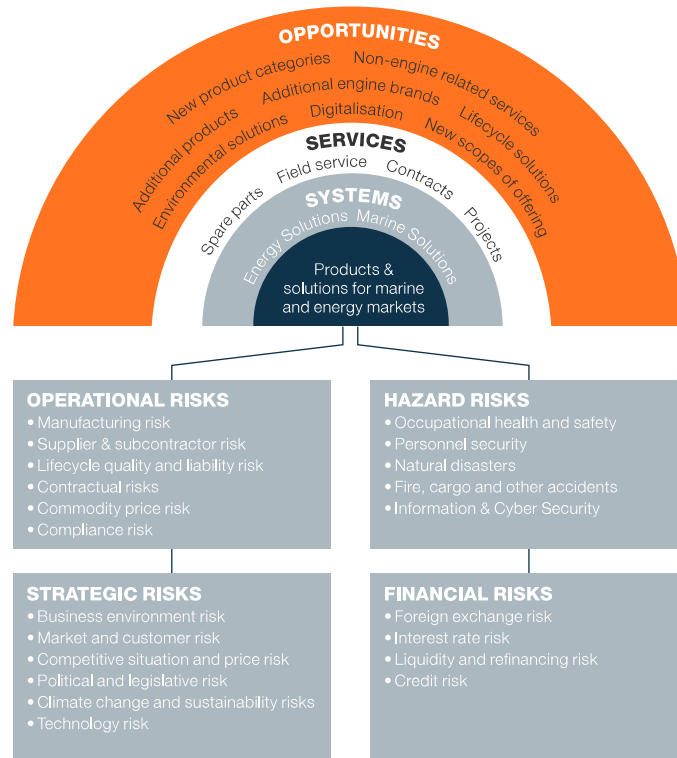 OPPORTUNITIES
New product categories
Non-engine related services
Additional products
Additional engine brands
Lifecycle solutions
Environmental solutions
Digitalisation
New scopes of offering
SERVICES
Spare parts
Field service
Contracts
Projects
SYSTEMS
Energy Solutions
Marine Solutions
Products &
solutions for marine
and energy markets
OPERATIONAL RISKS
• Manufacturing risk
• Supplier & subcontractor risk
• Lifecycle quality and liability risk
• Contractual risks
• Commodity price risk
• Compliance risk
HAZARD RISKS
• Occupational health and safety
• Personnel security
• Natural disasters
• Fire, cargo and other accidents
• Information & Cyber Security
STRATEGIC RISKS
• Business environment risk
• Market and customer risk
• Competitive situation and price risk
• Political and legislative risk
• Climate change and sustainability risks
• Technology risk
FINANCIAL RISKS
• Foreign exchange risk
• Interest rate risk
• Liquidity and refinancing risk
• Credit risk